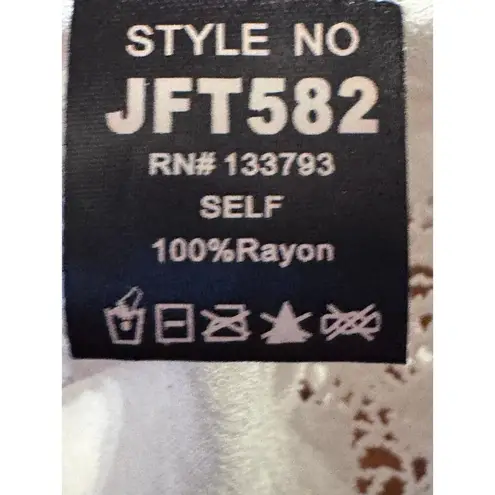 STYLE NO
JFT582
RN# 133793
SELF
100%Rayon